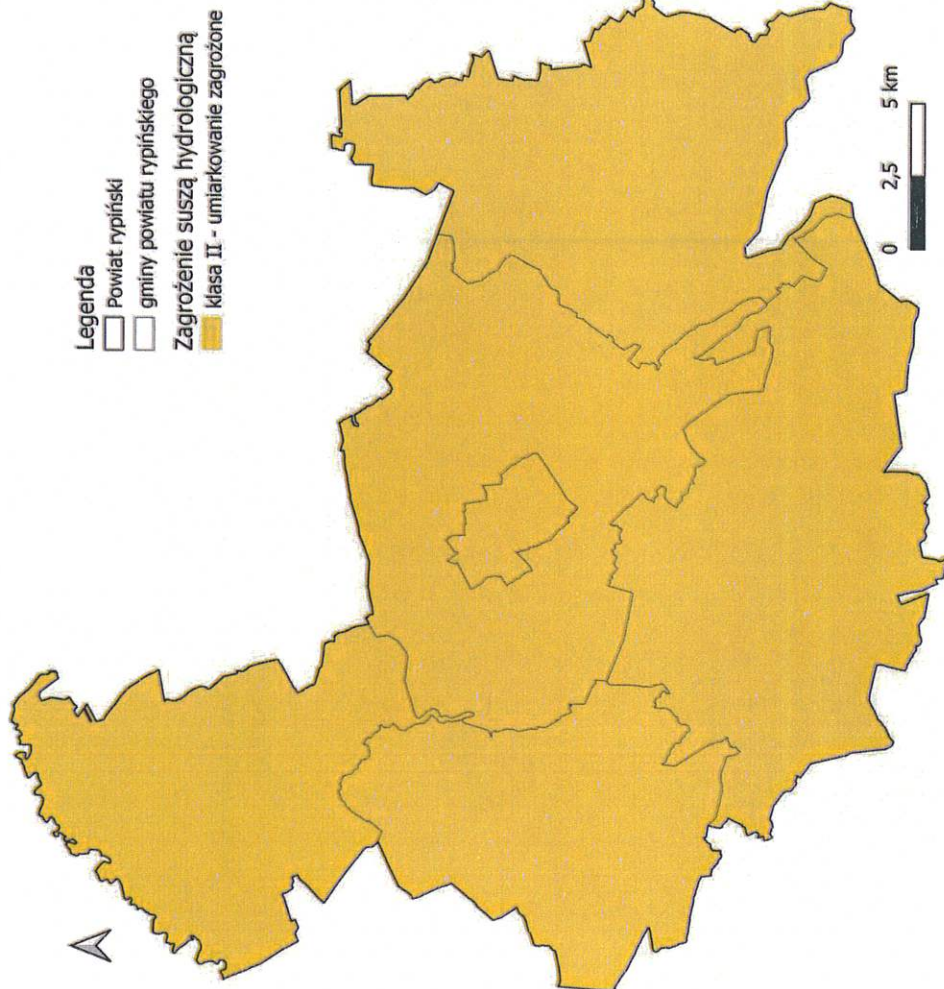 Legenda
Powiat rypiński
gminy powiatu rypińskiego
Zagrożenie suszą hydrologiczną
klasa II - umiarkowanie zagrożone
0 2,5 5 km